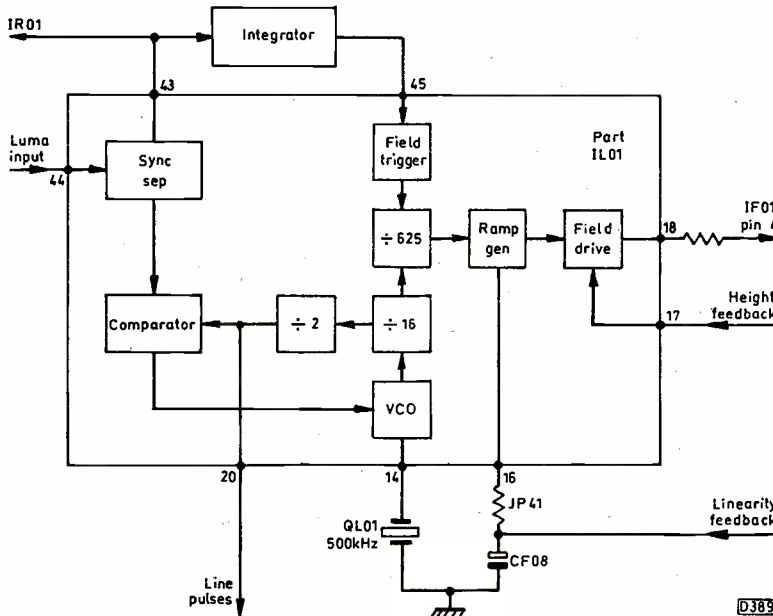 IR01
Integrator
43
45
Luma
input
44
Sync
sep
Field
trigger
Part
IL01
÷ 625
Ramp
gen
Field
drive
18
IF01
pin 4
Height
feedback
17
Comparator
÷ 2
÷ 16
VCO
20
14
16
JP41
QL01
500kHz
CF08
Linearity
feedback
Line
pulses
D389